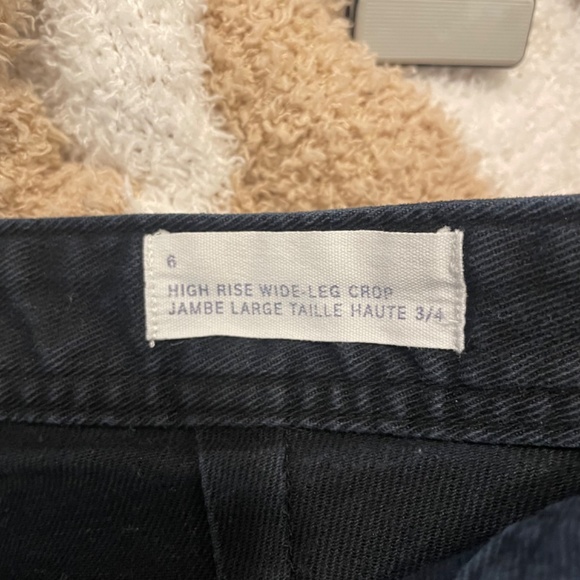 6
HIGH RISE WIDE-LEG CROP
JAMBE LARGE TAILLE HAUTE 3/4